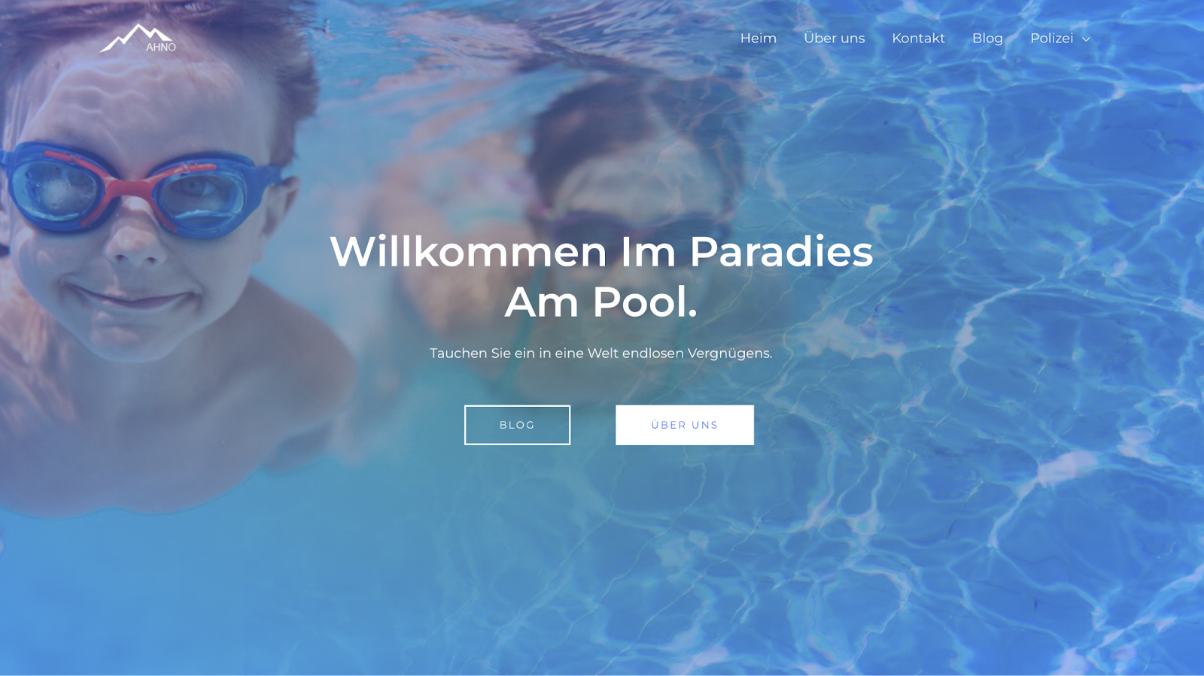 AHNO
Heim Über uns Kontakt Blog Polizei
Willkommen Im Paradies
Am Pool.
Tauchen Sie ein in eine Welt endlosen Vergnügens.
BLOG ÜBER UNS